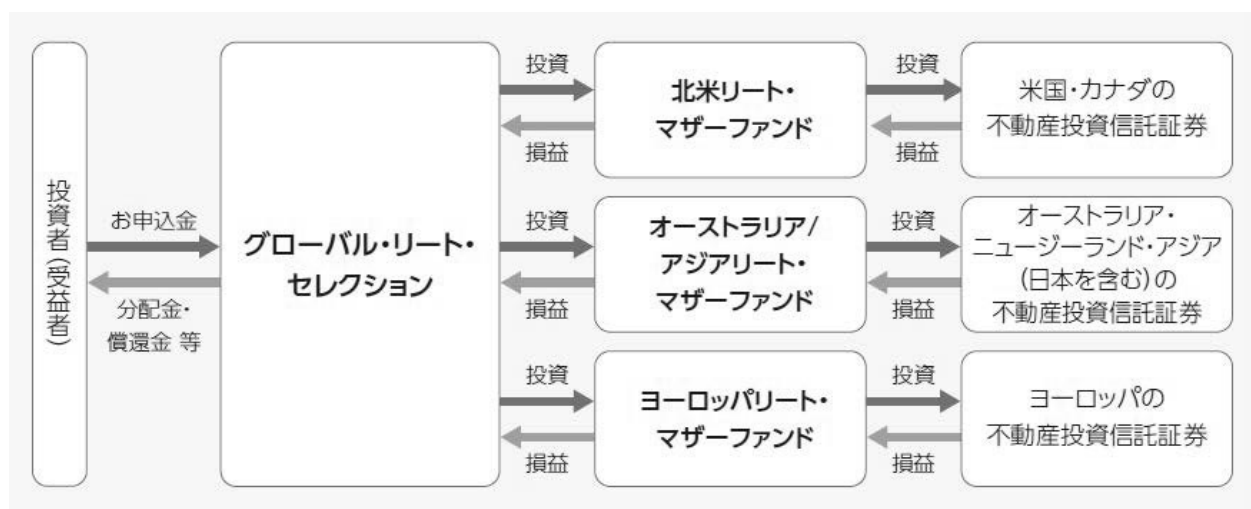 投資者(受益者)
お申込金
分配金・
償還金 等
グローバル・リート・
セレクション
投資
損益
北米リート・
マザーファンド
投資
損益
米国・カナダの
不動産投資信託証券
投資
損益
オーストラリア/
アジアリート・
マザーファンド
投資
損益
オーストラリア・
ニュージーランド・アジア
(日本を含む)の
不動産投資信託証券
投資
損益
ヨーロッパリート・
マザーファンド
投資
損益
ヨーロッパの
不動産投資信託証券